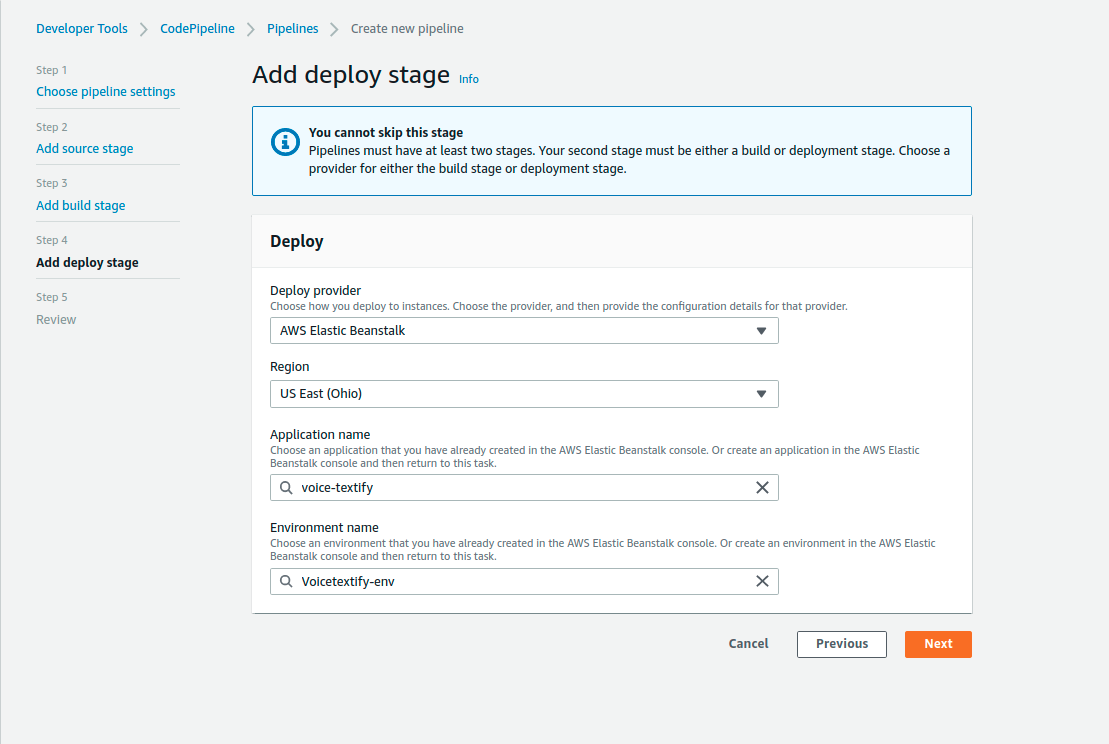 Developer Tools
CodePipeline
Pipelines
Create new pipeline
Step 1
Choose pipeline settings
Step 2
Add source stage
Step 3
Add build stage
Step 4
Add deploy stage
Step 5
Review
Add deploy stage Info
You cannot skip this stage
Pipelines must have at least two stages. Your second stage must be either a build or deployment stage. Choose a
provider for either the build stage or deployment stage.
Deploy
Deploy provider
Choose how you deploy to instances. Choose the provider, and then provide the configuration details for that provider.
AWS Elastic Beanstalk
Region
US East (Ohio)
Application name
Choose an application that you have already created in the AWS Elastic Beanstalk console. Or create an application in the AWS Elastic
Beanstalk console and then return to this task.
voice-textify
Environment name
Choose an environment that you have already created in the AWS Elastic Beanstalk console. Or create an environment in the AWS Elastic
Beanstalk console and then return to this task.
Voicetextify-env
Cancel
Previous
Next